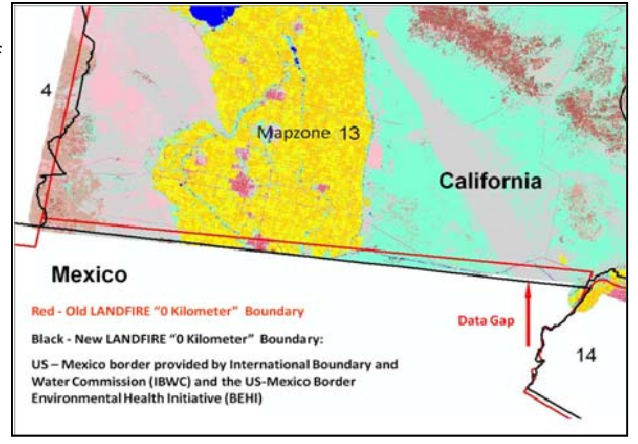 4
Mapzone 13
California
Mexico
Red - Old LANDFIRE "0 Kilometer" Boundary
Data Gap
Black - New LANDFIRE "0 Kilometer" Boundary:
14
US – Mexico border provided by International Boundary and
Water Commission (IBWC) and the US-Mexico Border
Environmental Health Initiative (BEHI)